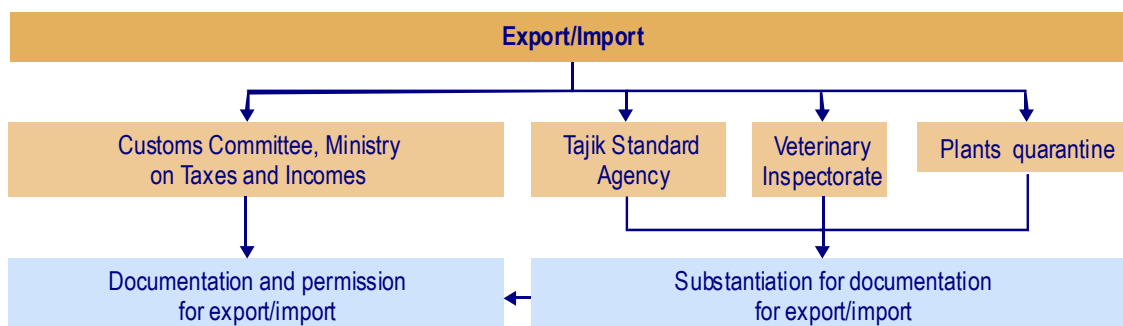 Export/Import
Customs Committee, Ministry
on Taxes and Incomes
Tajik Standard
Agency
Veterinary
Inspectorate
Plants quarantine
Documentation and permission
for export/import
Substantiation for documentation
for export/import